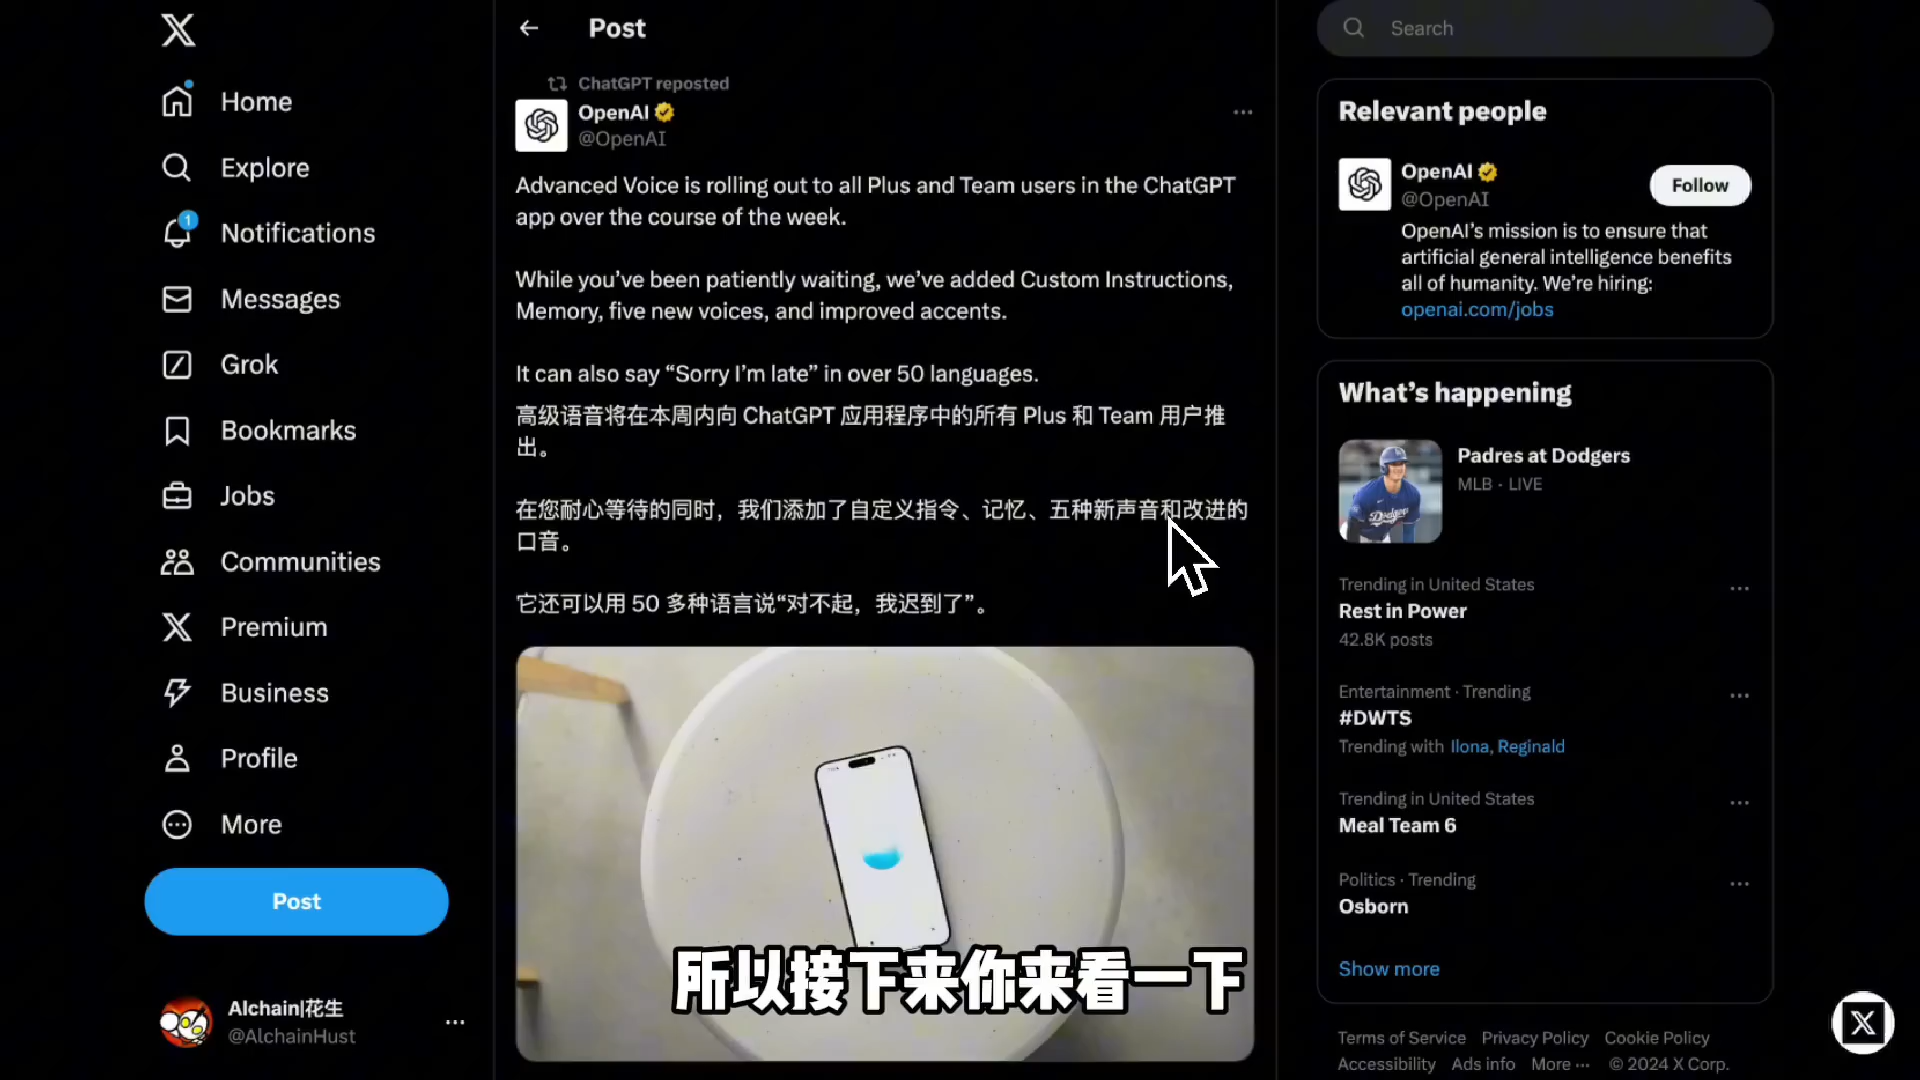 Home
Explore
1
Notifications
Messages
Grok
Bookmarks
Jobs
Communities
Premium
Business
Profile
More
Post
AIchain|花生
@AIchainHust
Post
ChatGPT reposted
OpenAI
@OpenAI
Advanced Voice is rolling out to all Plus and Team users in the ChatGPT
app over the course of the week.
While you’ve been patiently waiting, we’ve added Custom Instructions,
Memory, five new voices, and improved accents.
It can also say “Sorry I’m late” in over 50 languages.
高级语音将在本周内向 ChatGPT 应用程序中的所有 Plus 和 Team 用户推
出。
在您耐心等待的同时，我们添加了自定义指令、记忆、五种新声音和改进的
口音。
它还可以用 50 多种语言说“对不起，我迟到了”。
所以接下来你来看一下
Search
Relevant people
OpenAI
@OpenAI
Follow
OpenAI’s mission is to ensure that
artificial general intelligence benefits
all of humanity. We’re hiring:
openai.com/jobs
What’s happening
Padres at Dodgers
MLB · LIVE
Dodgers
Trending in United States
Rest in Power
42.8K posts
Entertainment · Trending
#DWTS
Trending with Ilona, Reginald
Trending in United States
Meal Team 6
Politics · Trending
Osborn
Show more
Terms of Service Privacy Policy Cookie Policy
Accessibility Ads info More ··· © 2024 X Corp.